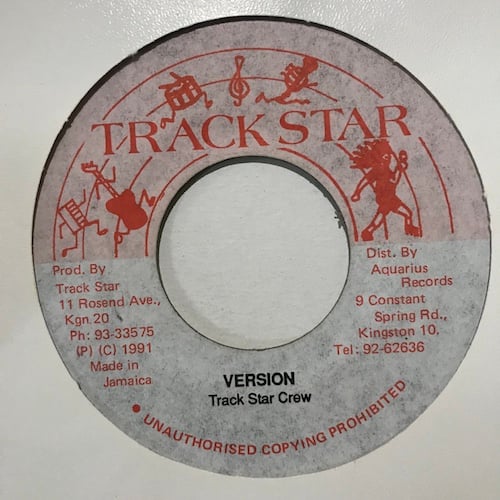 TRACK STAR
Prod. By
Track Star
11 Rosend Ave.,
Kgn. 20
Ph: 93-33575
(P) (C) 1991
Made in
Jamaica
Dist. By
Aquarius
Records
9 Constant
Spring Rd.,
Kingston 10,
Tel: 92-62636
VERSION
Track Star Crew
• UNAUTHORISED COPYING PROHIBITED